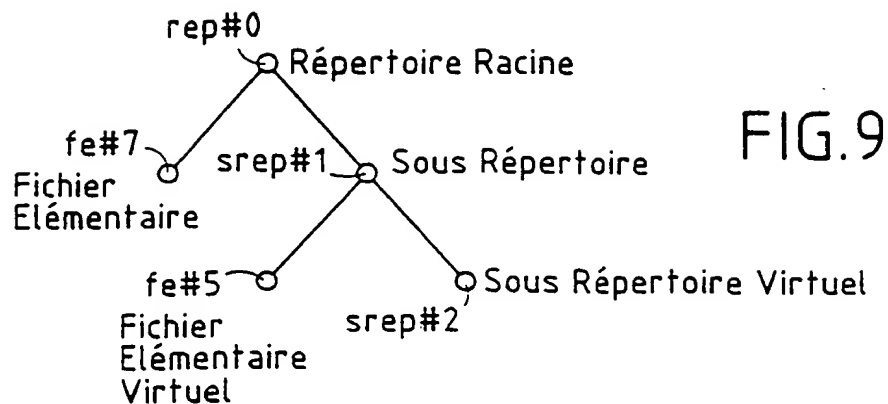 rep#0
Répertoire Racine
FIG.9
fe#7
srep#1
Sous Répertoire
Fichier
Elémentaire
fe#5
Sous Répertoire Virtuel
srep#2
Fichier
Elémentaire
Virtuel